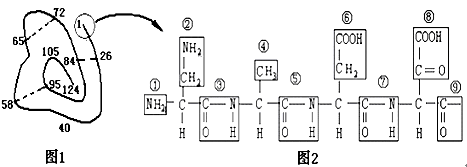 72
1
65
105
84
26
95
124
58
40
图1
①
②
③
④
⑤
⑥
⑦
⑧
⑨
NH₂
CH₂
NH₂
C N
O H
CH₃
C N
O H
COOH
CH₂
C N
O H
COOH
C=O
C
O
C C C C
H H H H
图2